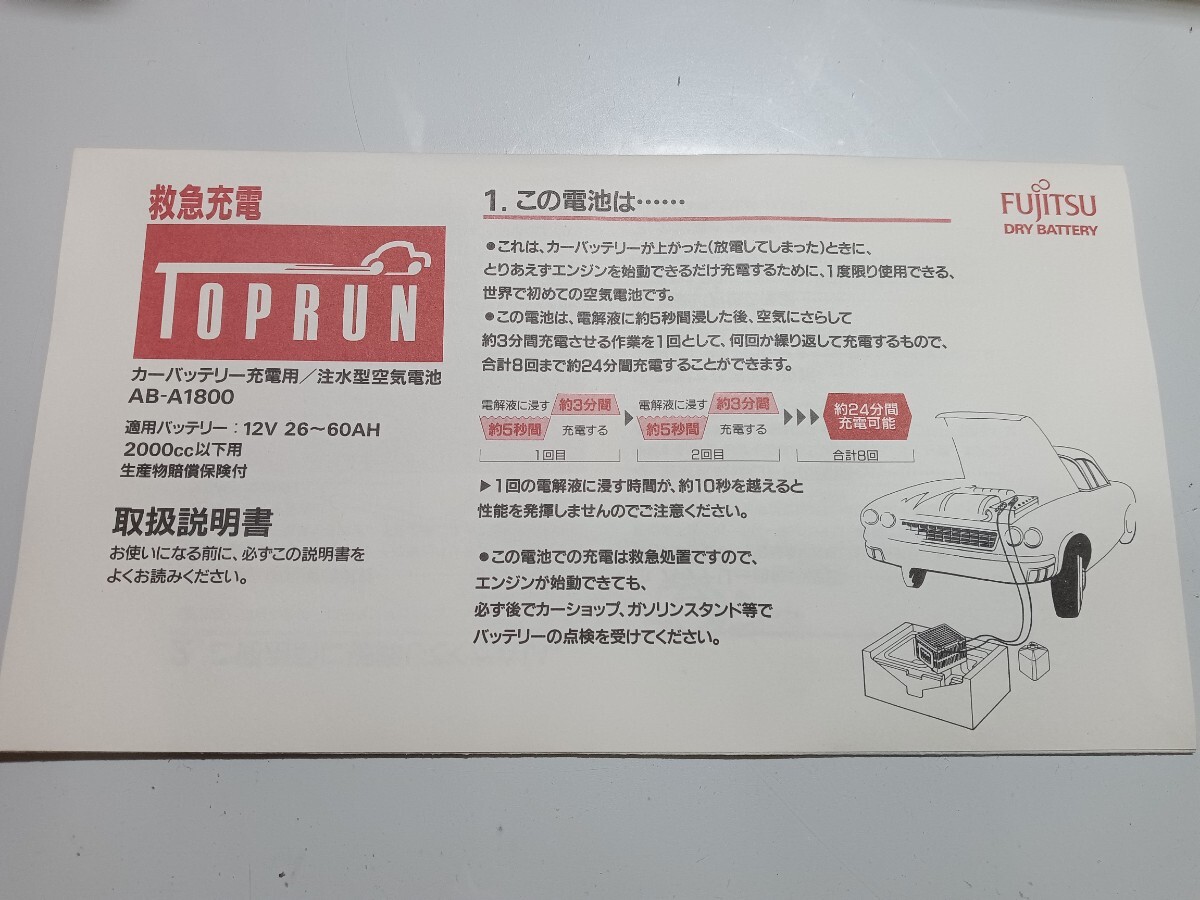 救急充電
TOPRUN
カーバッテリー充電用／注水型空気電池
AB-A1800
適用バッテリー：12V 26〜60AH
2000cc以下用
生産物賠償保険付
取扱説明書
お使いになる前に、必ずこの説明書を
よくお読みください。
1. この電池は……
●これは、カーバッテリーが上がった(放電してしまった)ときに、
とりあえずエンジンを始動できるだけ充電するために、1度限り使用できる、
世界で初めての空気電池です。
●この電池は、電解液に約5秒間浸した後、空気にさらして
約3分間充電させる作業を1回として、何回か繰り返して充電するもので、
合計8回まで約24分間充電することができます。
電解液に浸す 約3分間
約5秒間 充電する
1回目
電解液に浸す 約3分間
約5秒間 充電する
2回目
約24分間
充電可能
合計8回
▶1回の電解液に浸す時間が、約10秒を越えると
性能を発揮しませんのでご注意ください。
●この電池での充電は救急処置ですので、
エンジンが始動できても、
必ず後でカーショップ、ガソリンスタンド等で
バッテリーの点検を受けてください。
FUJITSU
DRY BATTERY